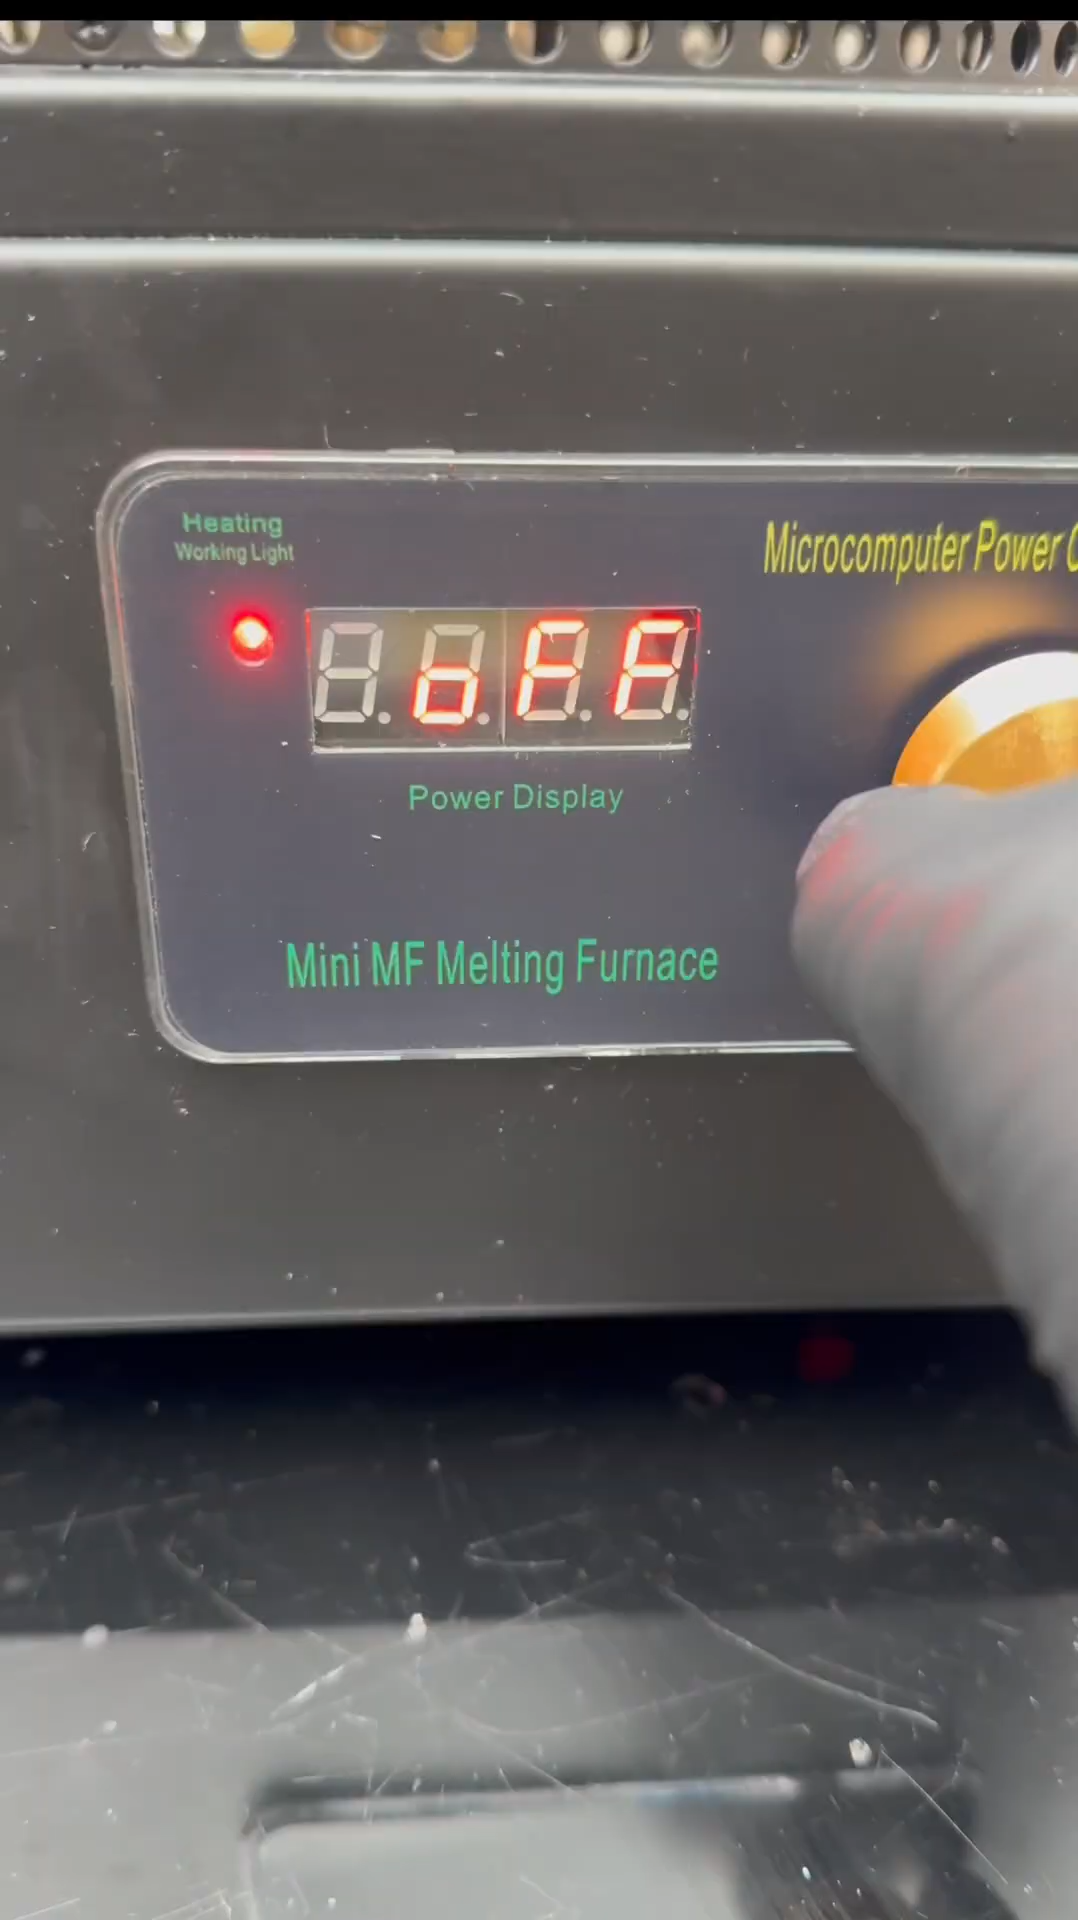 Heating
Working Light
Microcomputer Power
oFF
Power Display
Mini MF Melting Furnace